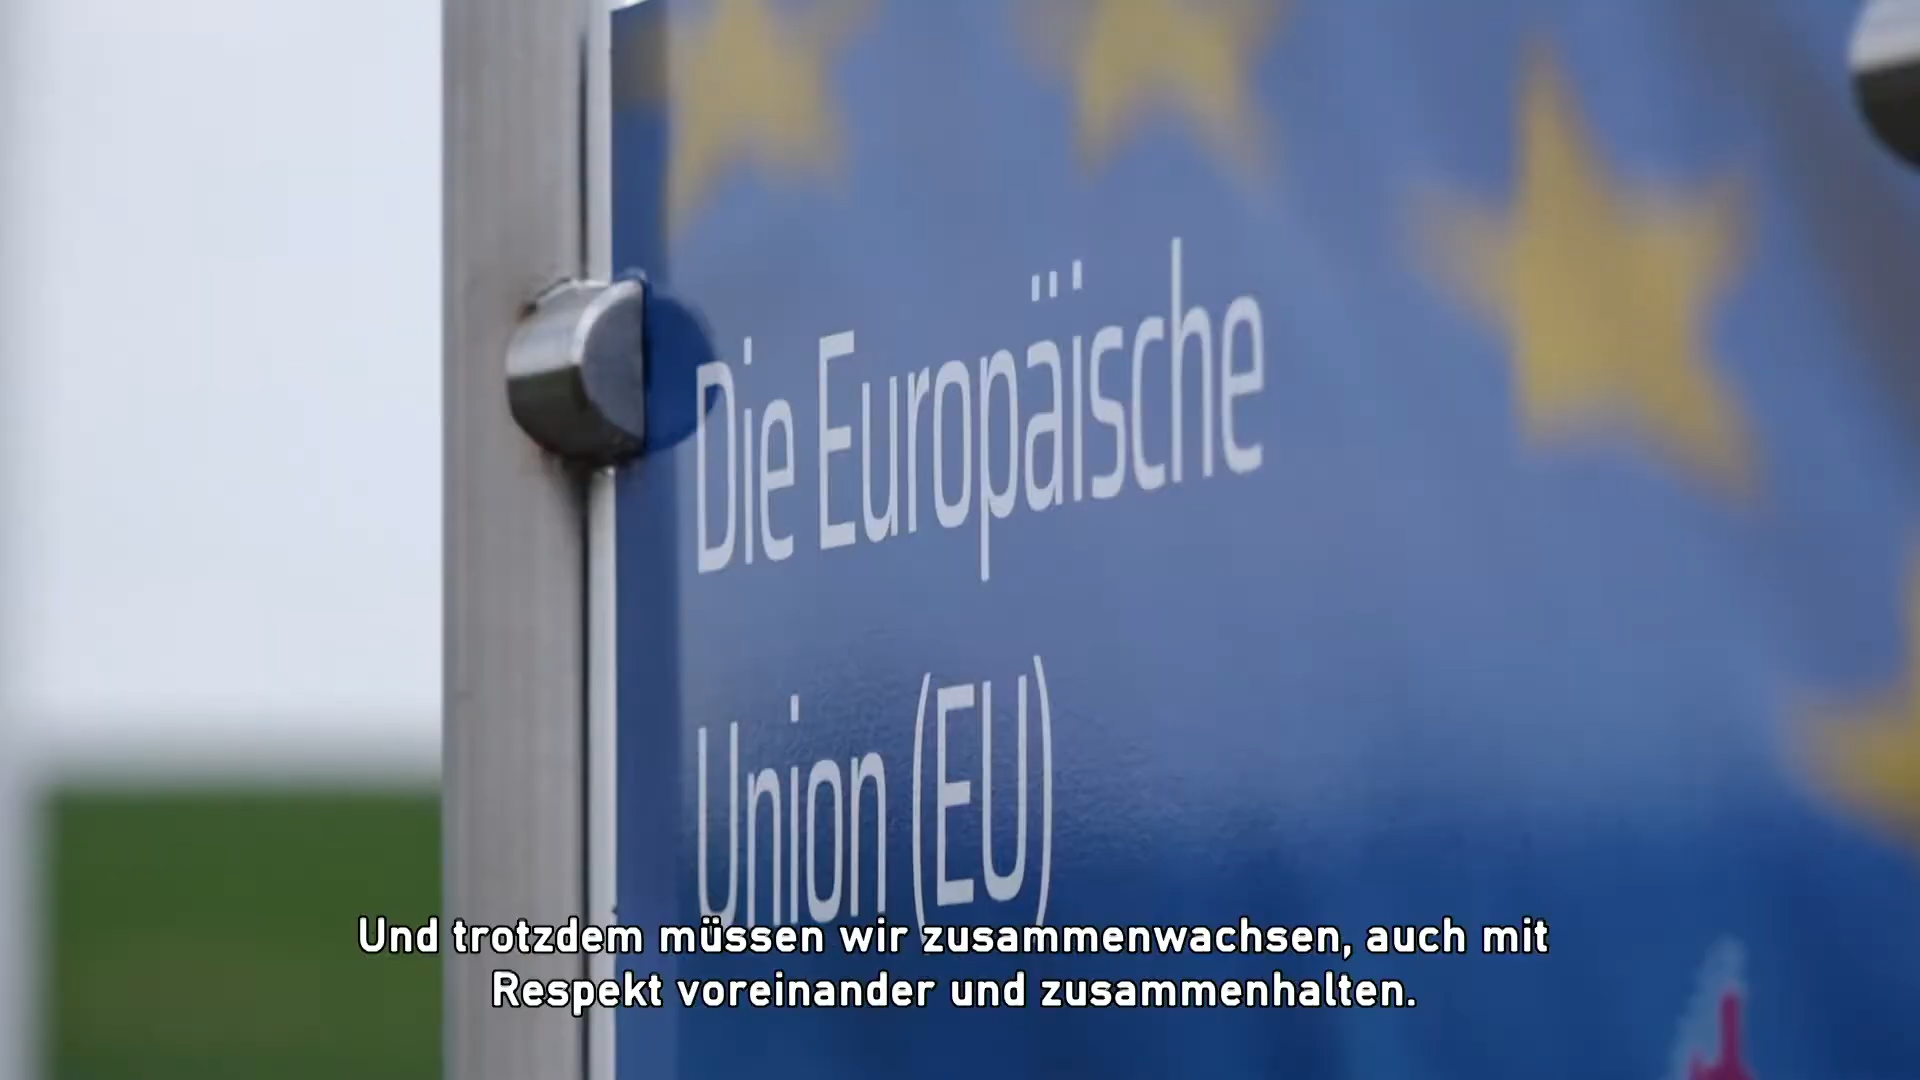 Die Europäische
Union (EU)
Und trotzdem müssen wir zusammenwachsen, auch mit
Respekt voreinander und zusammenhalten.